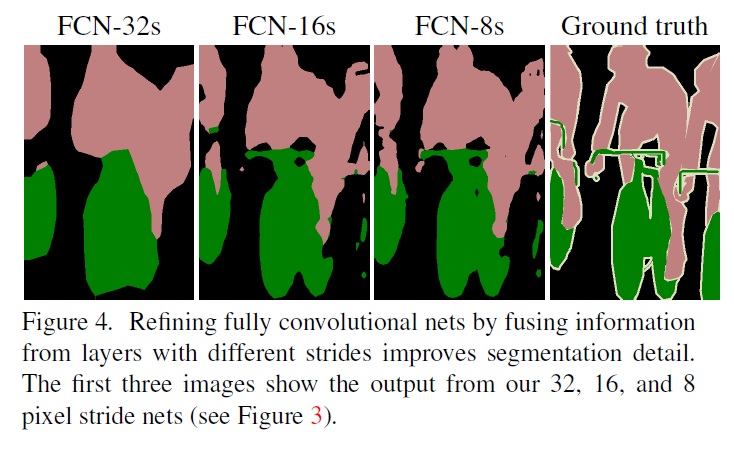 FCN-32s FCN-16s FCN-8s Ground truth
Figure 4. Refining fully convolutional nets by fusing information
from layers with different strides improves segmentation detail.
The first three images show the output from our 32, 16, and 8
pixel stride nets (see Figure 3).